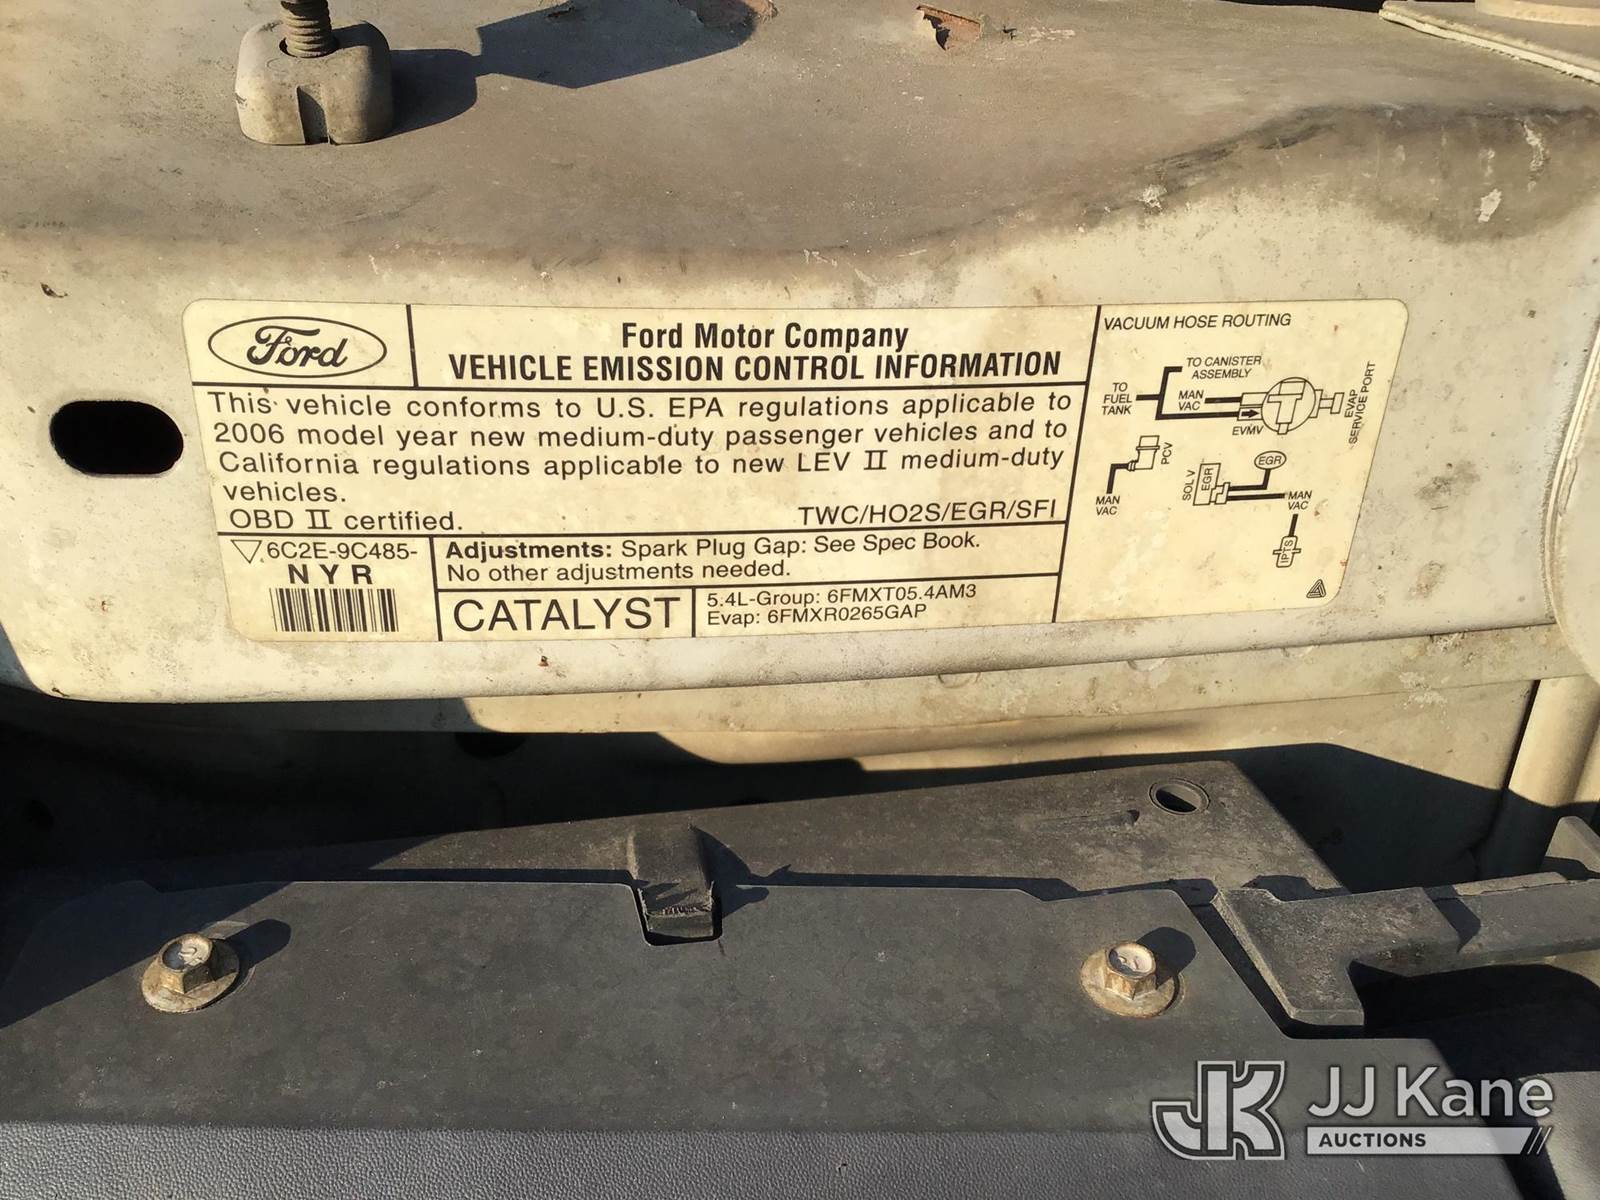 Ford
Ford Motor Company
VEHICLE EMISSION CONTROL INFORMATION
This vehicle conforms to U.S. EPA regulations applicable to
2006 model year new medium-duty passenger vehicles and to
California regulations applicable to new LEV II medium-duty
vehicles.
OBD II certified.
TWC/HO2S/EGR/SFI
6C2E-9C485-
NYR
Adjustments: Spark Plug Gap: See Spec Book.
No other adjustments needed.
CATALYST
5.4L-Group: 6FMXT05.4AM3
Evap: 6FMXR0265GAP
VACUUM HOSE ROUTING
TO CANISTER
ASSEMBLY
TO
FUEL
TANK
MAN
VAC
EVMV
EVAP
SERVICE PORT
PCV
MAN
VAC
SOL V
EGR
EGR
MAN
VAC
IPTS
JK
JJ Kane
AUCTIONS